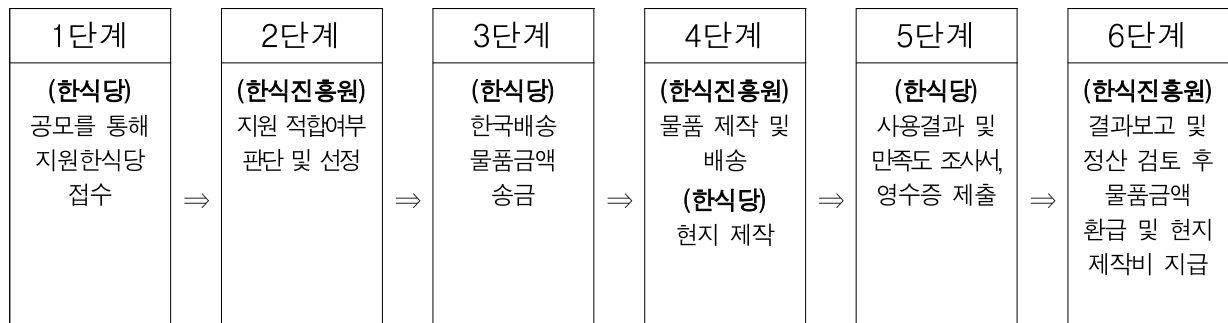 1단계
(한식당)
공모를 통해
지원한식당
접수
⇒
2단계
(한식진흥원)
지원 적합여부
판단 및 선정
⇒
3단계
(한식당)
한국배송
물품금액
송금
⇒
4단계
(한식진흥원)
물품 제작 및
배송
(한식당)
현지 제작
⇒
5단계
(한식당)
사용결과 및
만족도 조사서,
영수증 제출
⇒
6단계
(한식진흥원)
결과보고 및
정산 검토 후
물품금액
환급 및 현지
제작비 지급